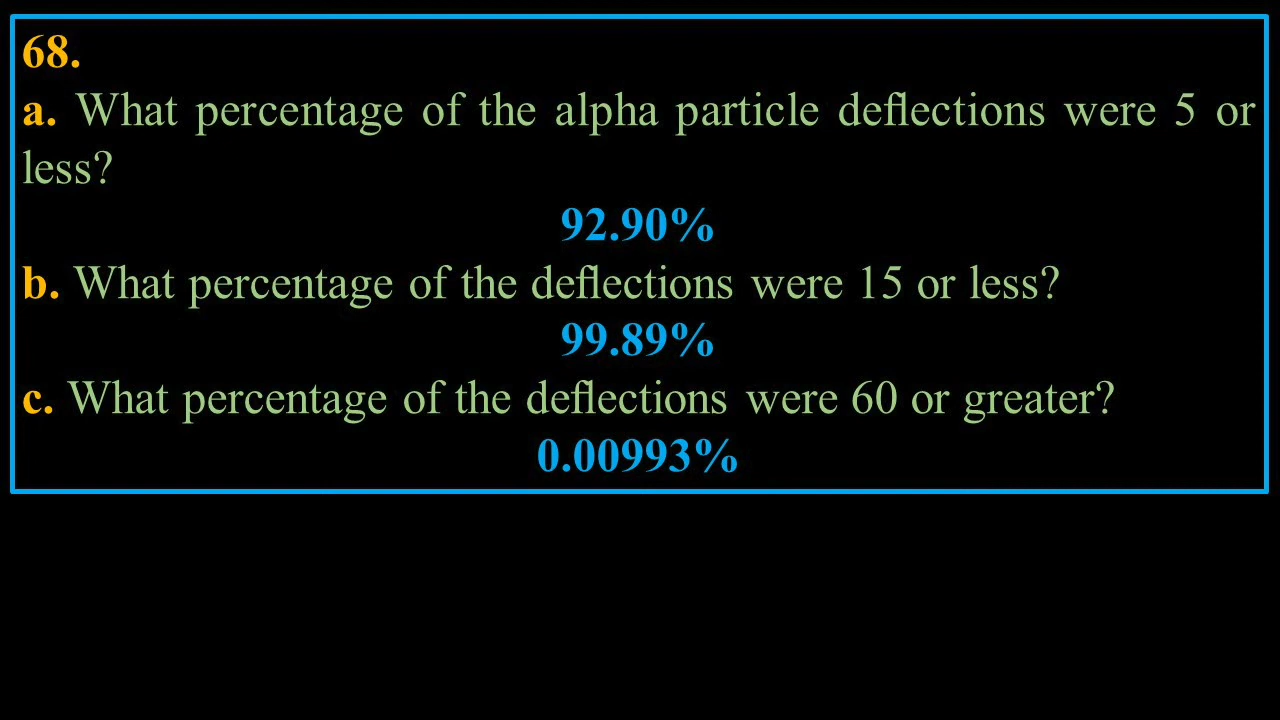 68.
a. What percentage of the alpha particle deflections were 5 or
less?
92.90%
b. What percentage of the deflections were 15 or less?
99.89%
c. What percentage of the deflections were 60 or greater?
0.00993%